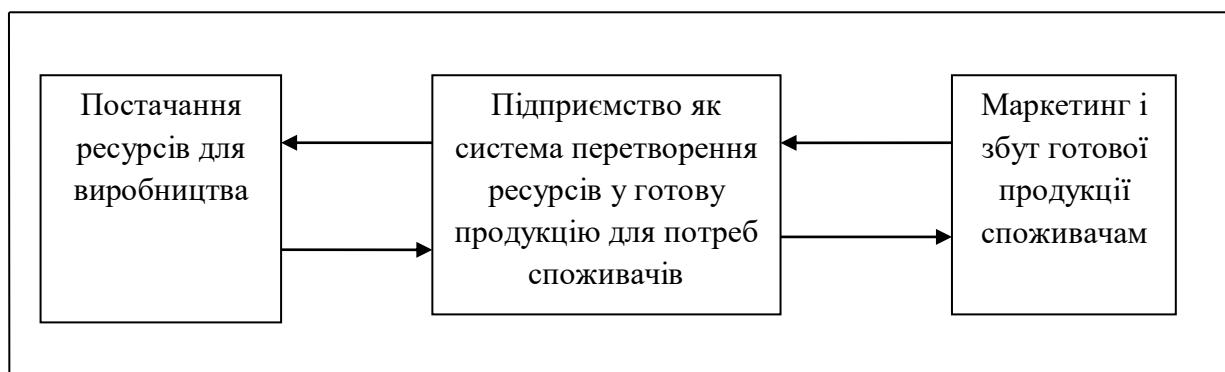 Постачання
ресурсів для
виробництва
Підприємство як
система перетворення
ресурсів у готову
продукцію для потреб
споживачів
Маркетинг і
збут готової
продукції
споживачам